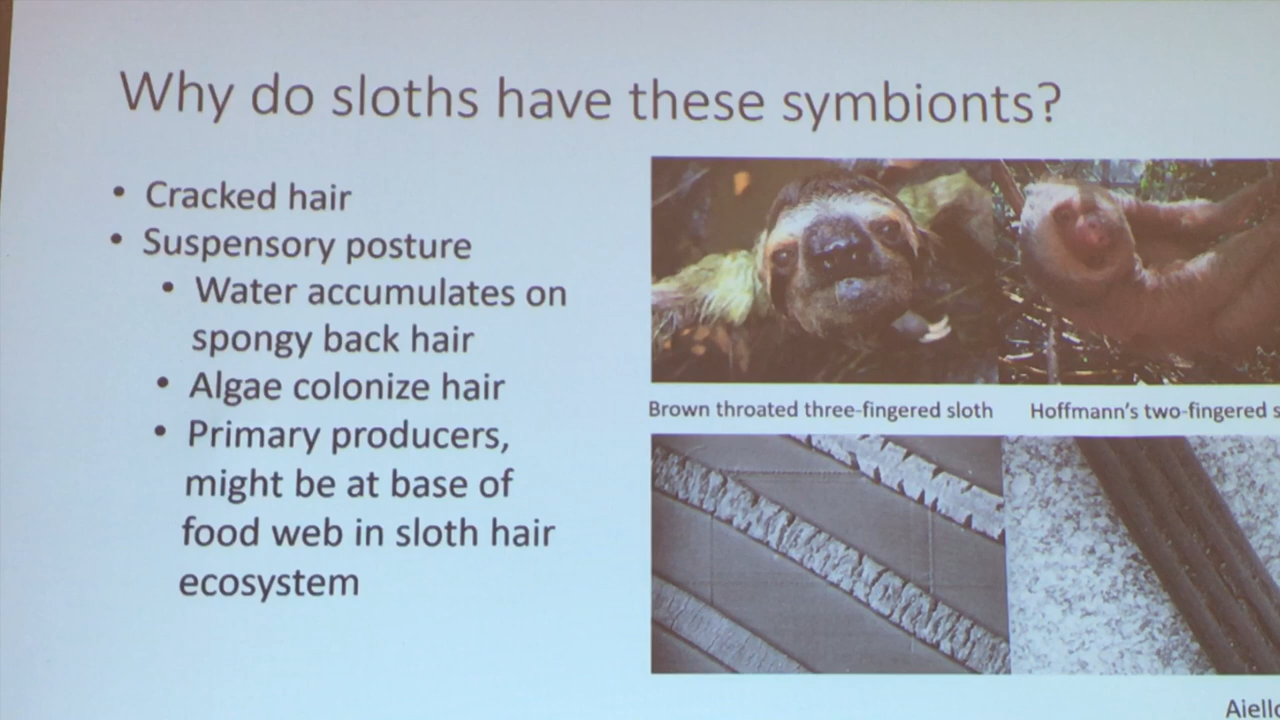 Why do sloths have these symbionts?
• Cracked hair
• Suspensory posture
• Water accumulates on
spongy back hair
• Algae colonize hair
• Primary producers,
might be at base of
food web in sloth hair
ecosystem
Brown throated three-fingered sloth
Hoffmann's two-fingered